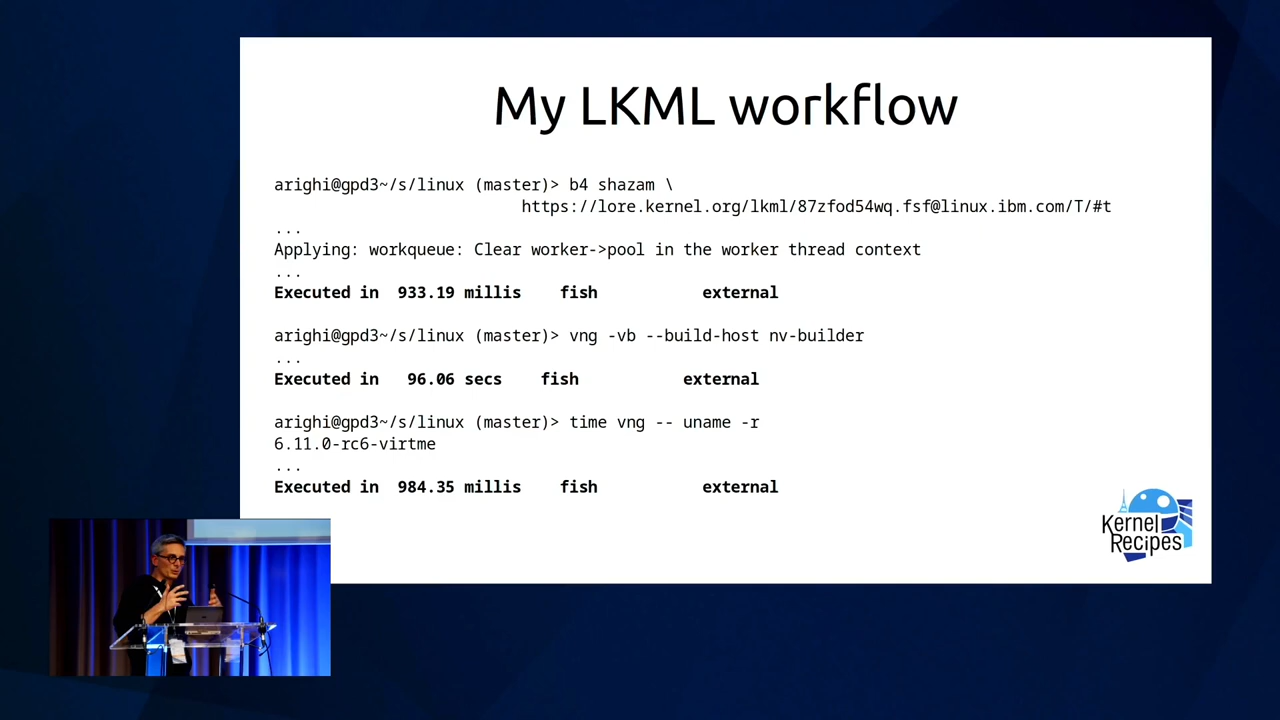 My LKML workflow
arighi@gpd3~/s/linux (master)> b4 shazam \
https://lore.kernel.org/lkml/87zfod54wq.fsf@linux.ibm.com/T/#t
...
Applying: workqueue: Clear worker->pool in the worker thread context
...
Executed in  933.19 millis    fish           external
arighi@gpd3~/s/linux (master)> vng -vb --build-host nv-builder
...
Executed in   96.06 secs    fish           external
arighi@gpd3~/s/linux (master)> time vng -- uname -r
6.11.0-rc6-virtme
...
Executed in  984.35 millis    fish           external
Kernel
Recipes